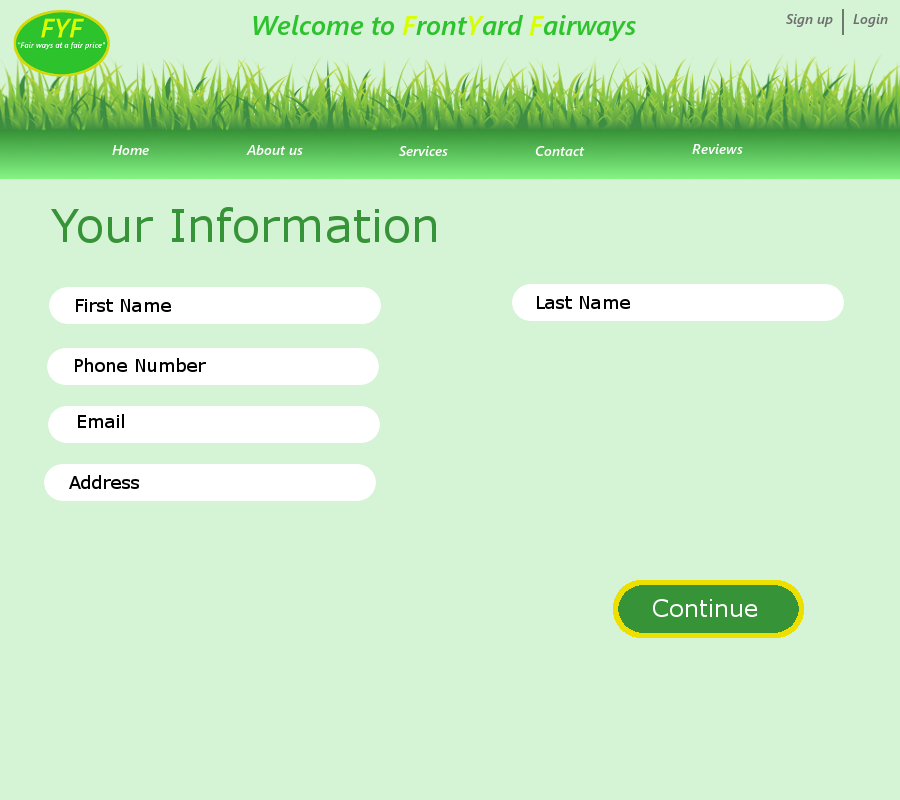 FYF
"Fair ways at a fair price"
Welcome to FrontYard Fairways
Sign up
Login
Home
About us
Services
Contact
Reviews
Your Information
First Name
Last Name
Phone Number
Email
Address
Continue